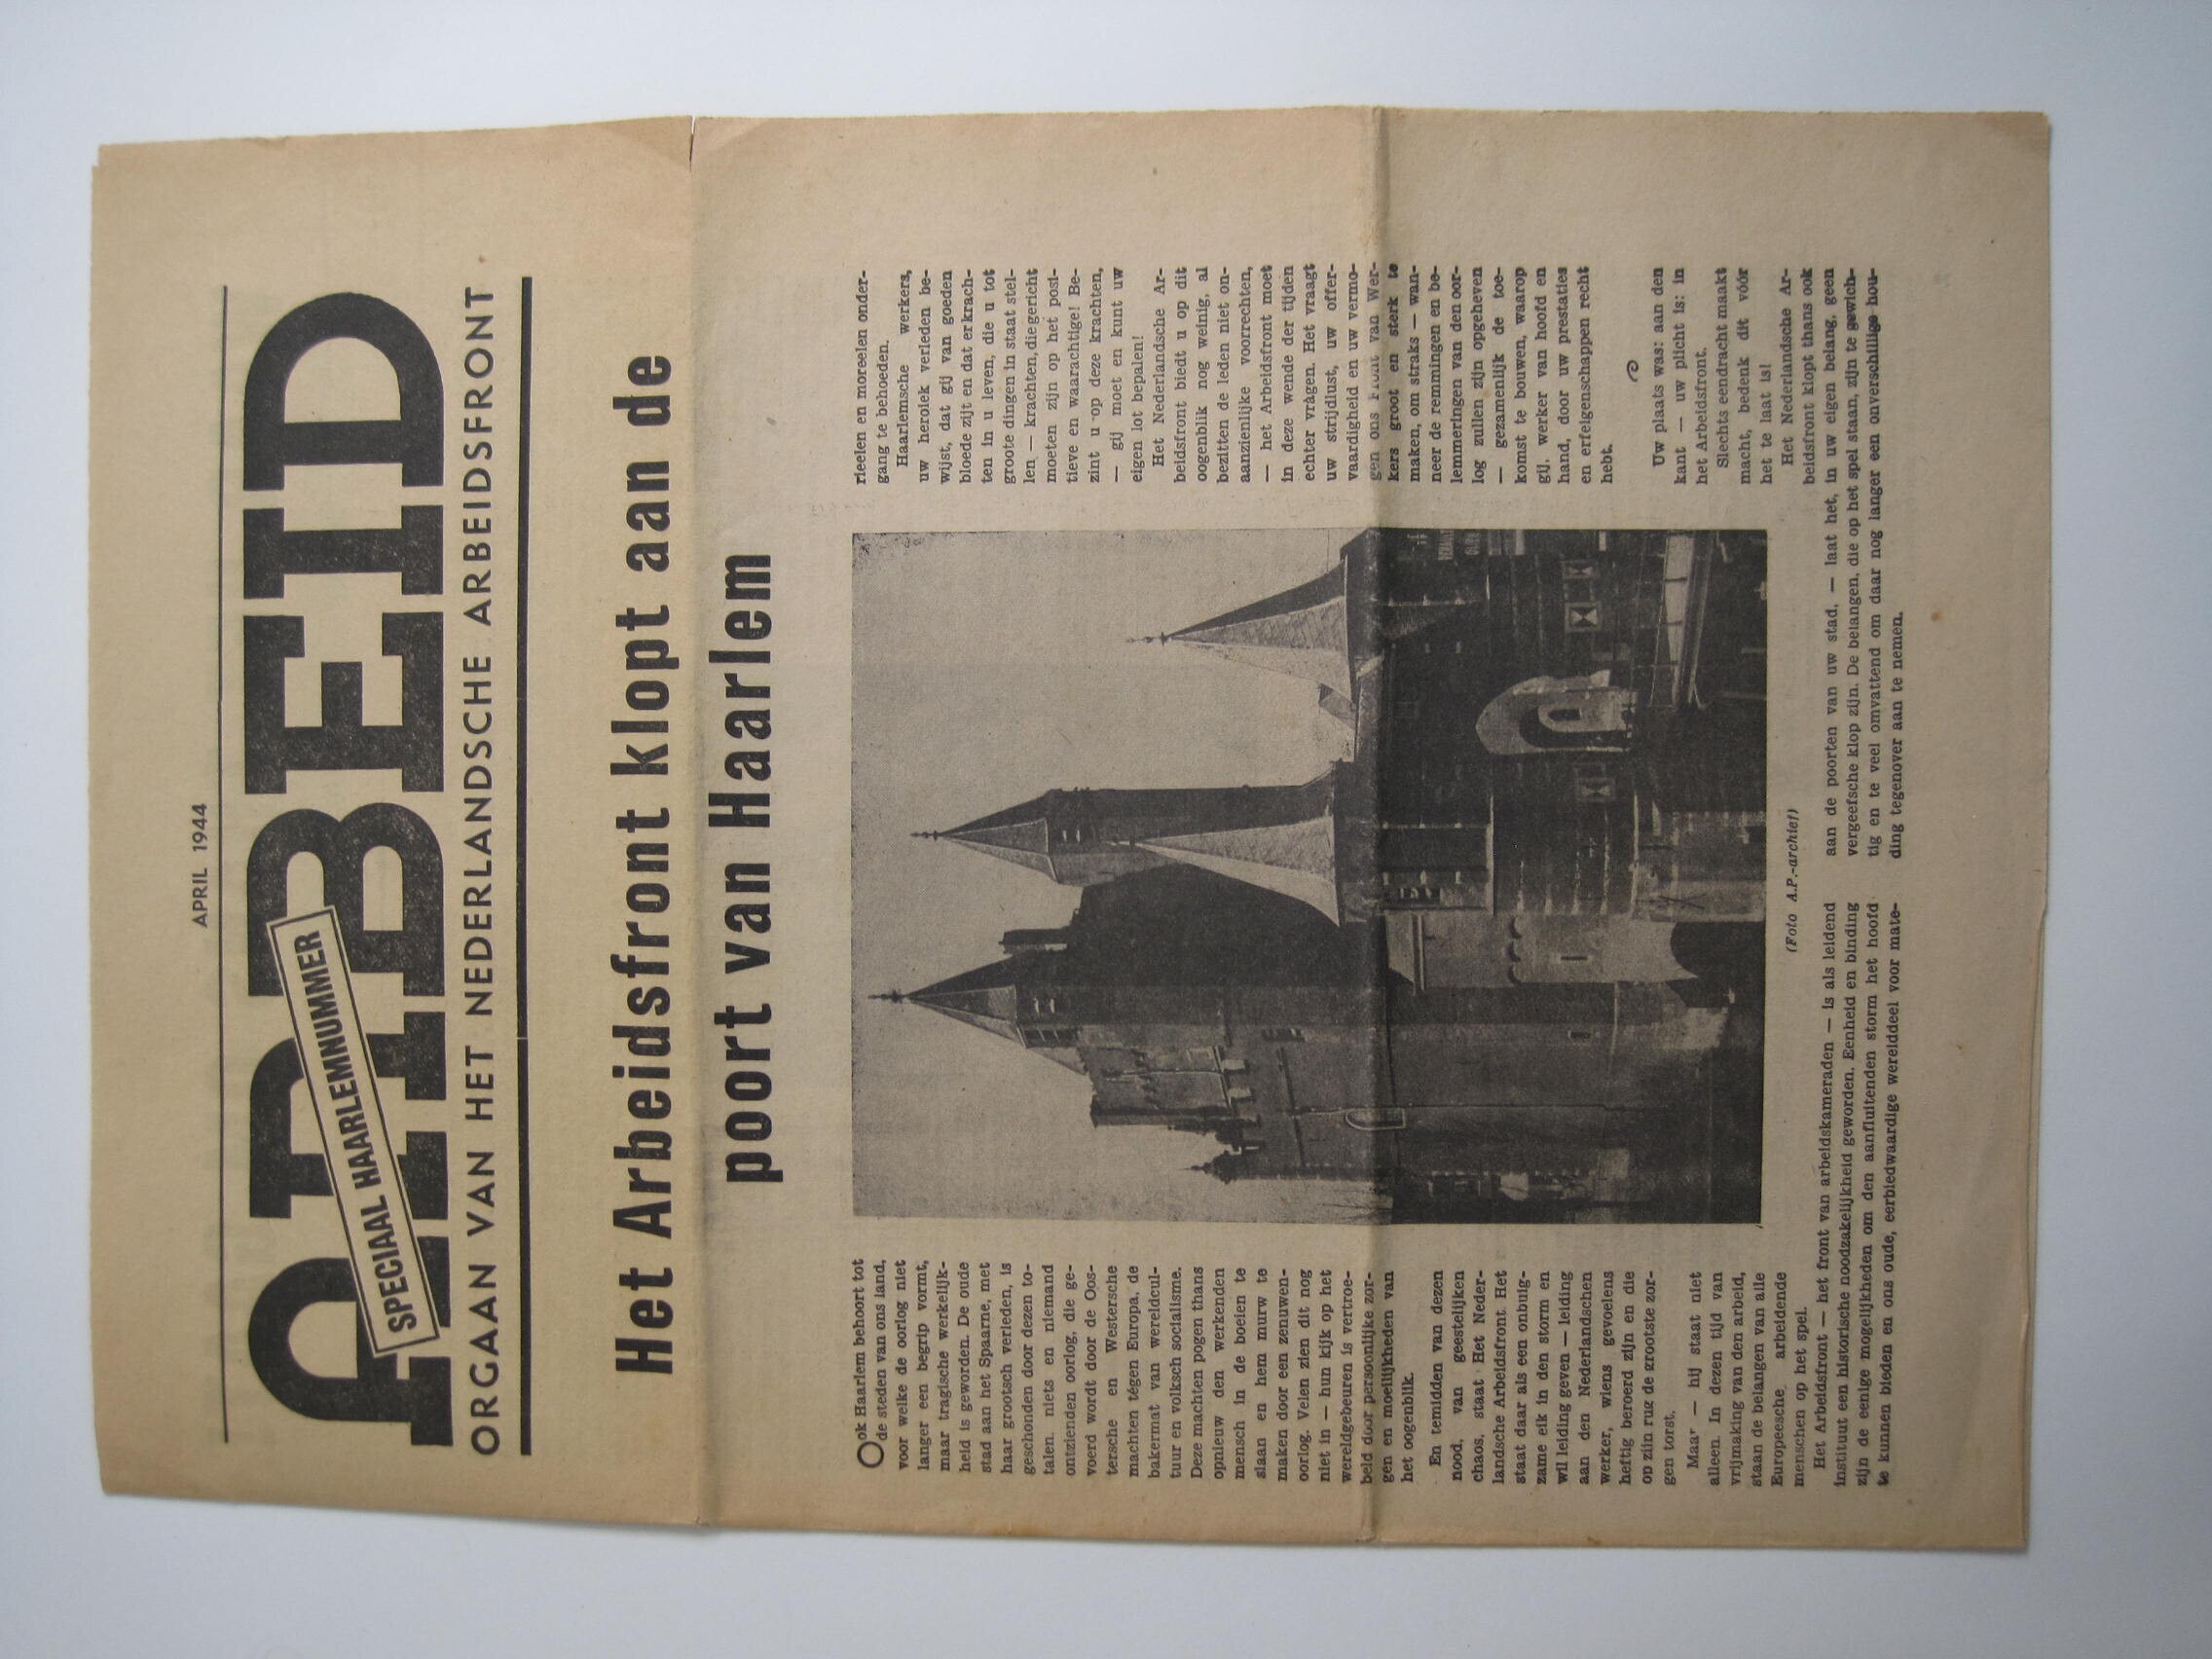 APRIL 1944
ARBEID
SPECIAAL HAARLEMNUMMER
ORGAAN VAN HET NEDERLANDSCHE ARBEIDSFRONT
Het Arbeidsfront klopt aan de
poort van Haarlem
Ook Haarlem behoort tot
de steden van ons land,
voor welke de oorlog niet
langer een begrip vormt,
maar tragische werkelijk-
heid is geworden. De oude
stad aan het Spaarne, met
haar grootsch verleden, is
geschonden door dezen to-
talen, niets en niemand
ontzienden oorlog, die ge-
voerd wordt door de Oos-
tersche en Westersche
machten tégen Europa, de
bakermat van wereldcul-
tuur en volksch socialisme.
Deze machten pogen thans
opnieuw den werkenden
mensch in de boeien te
slaan en hem murw te
maken door een zenuwen-
oorlog. Velen zien dit nog
niet in — hun kijk op het
wereldgebeuren is vertroe-
beld door persoonlijke zor-
gen en moeilijkheden van
het oogenblik.
En temidden van dezen
nood, van geestelijken
chaos, staat Het Neder-
landsche Arbeidsfront. Het
staat daar als een onbuig-
zame eik in den storm en
wil leiding geven — leiding
aan den Nederlandschen
werker, wiens gevoelens
heftig beroerd zijn en die
op zijn rug de grootste zor-
gen torst.
Maar — hij staat niet
alleen. In dezen tijd van
vrijmaking van den arbeid,
staan de belangen van alle
Europeesche arbeidende
menschen op het spel.
Het Arbeidsfront — het front van arbeidskameraden — is als leidend
instituut een historische noodzakelijkheid geworden. Eenheid en binding
zijn de eenige mogelijkheden om den aanfluitenden storm het hoofd
te kunnen bieden en ons oude, eerbiedwaardige werelddeel voor mate-
(Foto A.P.-archief)
rieelen en moreelen onder-
gang te behoeden.
Haarlemsche werkers,
uw heroiek verleden be-
wijst, dat gij van goeden
bloede zijt en dat er krach-
ten in u leven, die u tot
groote dingen in staat stel-
len — krachten, die gericht
moeten zijn op het posi-
tieve en waarachtige! Be-
zint u op deze krachten,
— gij moet en kunt uw
eigen lot bepalen!
Het Nederlandsche Ar-
beidsfront biedt u op dit
oogenblik nog weinig, al
bezitten de leden niet on-
aanzienlijke voorrechten,
— het Arbeidsfront moet
in deze wende der tijden
echter vrágen. Het vraagt
uw strijdlust, uw offer-
vaardigheid en uw vermo-
gen ons Front van Wer-
kers groot en sterk te
maken, om straks — wan-
neer de remmingen en be-
lemmeringen van den oor-
log zullen zijn opgeheven
— gezamenlijk de toe-
komst te bouwen, waarop
gij, werker van hoofd en
hand, door uw prestaties
en erfeigenschappen recht
hebt.
Uw plaats was: aan den
kant — uw plicht is: in
het Arbeidsfront.
Slechts eendracht maakt
macht, bedenk dit vóór
het te laat is!
Het Nederlandsche Ar-
beidsfront klopt thans ook
aan de poorten van uw stad, — laat het, in uw eigen belang, geen
vergeefsche klop zijn. De belangen, die op het spel staan, zijn te gewich-
tig en te veel omvattend om daar nog langer een onverschillige hou-
ding tegenover aan te nemen.